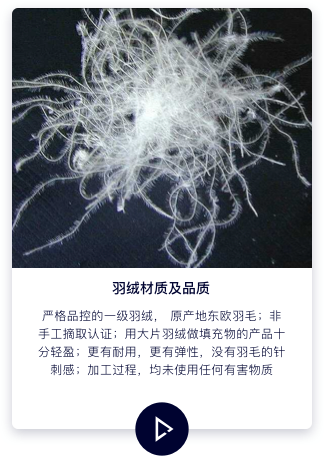 羽绒材质及品质
严格品控的一级羽绒， 原产地东欧羽毛；非
手工摘取认证；用大片羽绒做填充物的产品十
分轻盈；更有耐用，更有弹性，没有羽毛的针
刺感；加工过程，均未使用任何有害物质